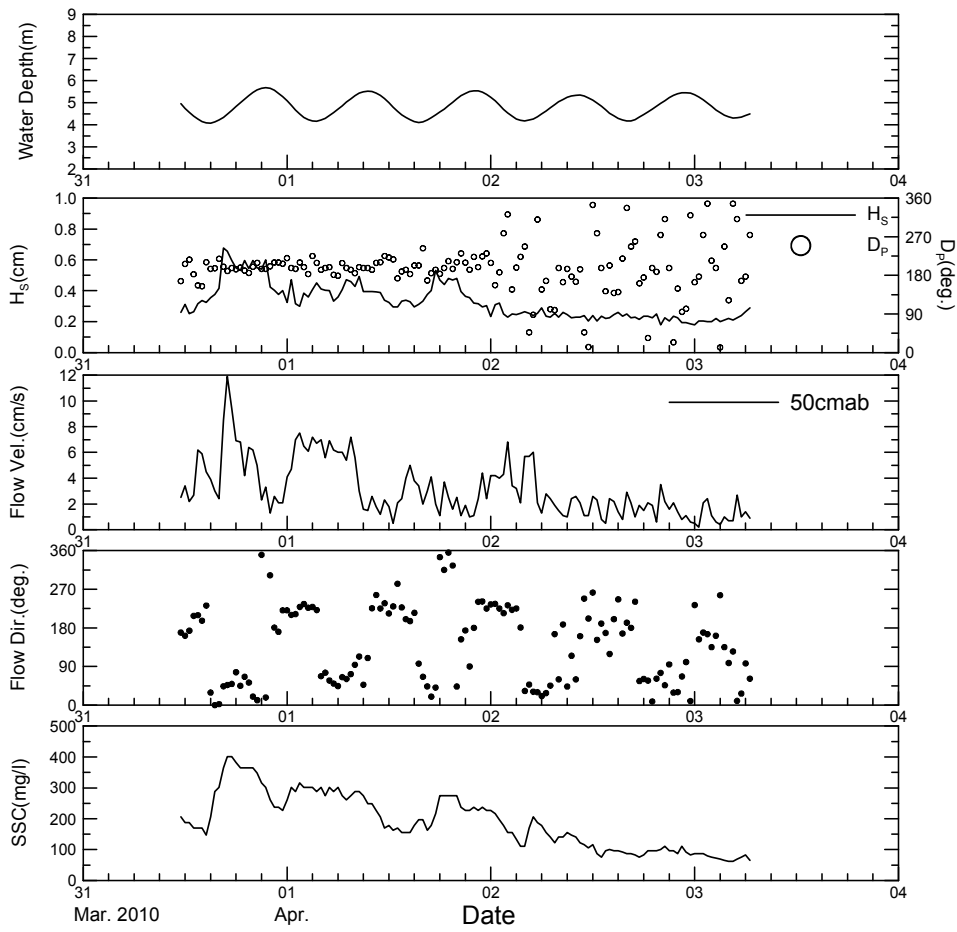 9
8
7
6
5
4
3
2
Water Depth(m)
31 01 02 03 04
1.0 360
0.8 270
0.6 180
0.4 90
0.2
0.0 0
H_S(cm)
D_P(deg.)
H_S
D_P
31 01 02 03 04
12
10
8
6
4
2
0
Flow Vel.(cm/s)
50cmab
31 01 02 03 04
360
270
180
90
0
Flow Dir.(deg.)
31 01 02 03 04
500
400
300
200
100
0
SSC(mg/l)
31 01 02 03 04
Mar. 2010 Apr. Date